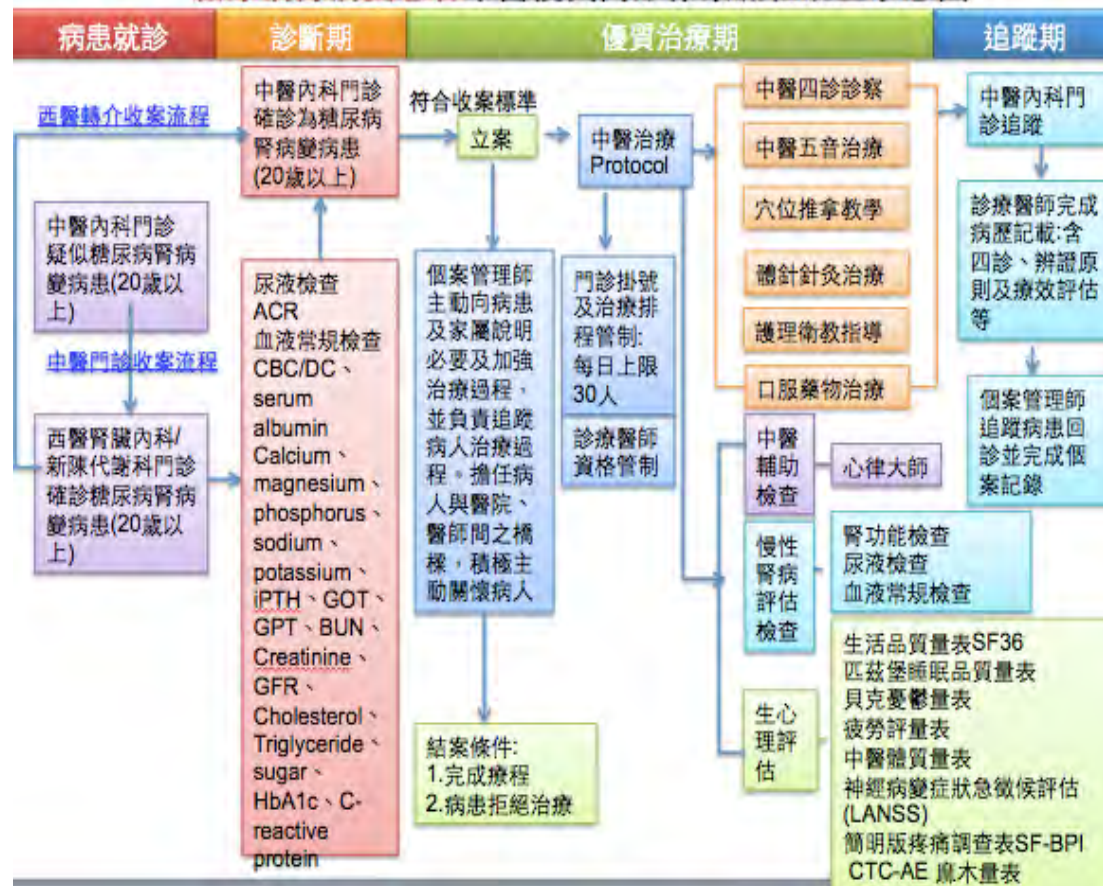 病患就診
診斷期
優質治療期
追蹤期
西醫轉介收案流程
中醫內科門診
疑似糖尿病腎病
變病患(20歲以
上)
中醫門診收案流程
西醫腎臟內科/
新陳代謝科門診
確診糖尿病腎病
變病患(20歲以
上)
中醫內科門診
確診為糖尿病
腎病變病患
(20歲以上)
尿液檢查
ACR
血液常規檢查
CBC/DC、
serum
albumin
Calcium、
magnesium、
phosphorus、
sodium、
potassium、
iPTH、GOT、
GPT、BUN、
Creatinine、
GFR、
Cholesterol、
Triglyceride、
sugar、
HbA1c、C-
reactive
protein
符合收案標準
立案
個案管理師
主動向病患
及家屬說明
必要及加強
治療過程，
並負責追蹤
病人治療過
程。擔任病
人與醫院、
醫師間之橋
樑，積極主
動關懷病人
結案條件:
1.完成療程
2.病患拒絕治療
中醫治療
Protocol
門診掛號
及治療排
程管制:
每日上限
30人
診療醫師
資格管制
中醫四診診察
中醫五音治療
穴位推拿教學
體針針灸治療
護理衛教指導
口服藥物治療
中醫
輔助
檢查
心律大師
慢性
腎病
評估
檢查
腎功能檢查
尿液檢查
血液常規檢查
生心
理評
估
生活品質量表SF36
匹茲堡睡眠品質量表
貝克憂鬱量表
疲勞評量表
中醫體質量表
神經病變症狀急徵候評估
(LANSS)
簡明版疼痛調查表SF-BPI
CTC-AE 麻木量表
中醫內科門
診追蹤
診療醫師完成
病歷記載:含
四診、辨證原
則及療效評估
等
個案管理師
追蹤病患回
診並完成個
案記錄